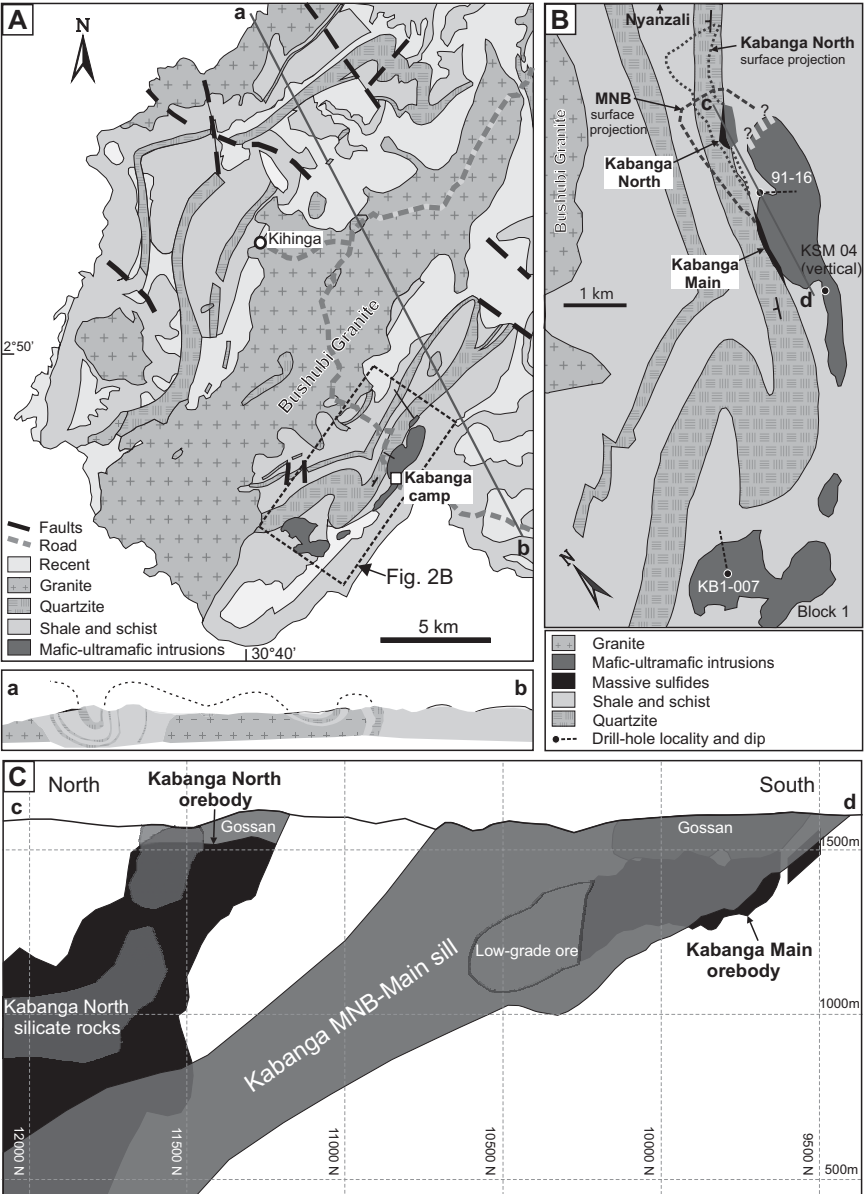 A
a
N
Kihinga
2°50'
Bushubi Granite
Kabanga
camp
b
Fig. 2B
Faults
Road
Recent
Granite
Quartzite
Shale and schist
Mafic-ultramafic intrusions
5 km
30°40'
a
b
B
Nyanzali
Kabanga North
surface projection
MNB
surface
projection
c
?
?
Bushubi Granite
Kabanga
North
91-16
KSM 04
(vertical)
Kabanga
Main
d
1 km
N
KB1-007
Block 1
Granite
Mafic-ultramafic intrusions
Massive sulfides
Shale and schist
Quartzite
Drill-hole locality and dip
C
North
South
c
d
Kabanga North
orebody
Gossan
Gossan
1500m
Low-grade ore
Kabanga Main
orebody
Kabanga MNB-Main sill
Kabanga North
silicate rocks
1000m
12000 N
11500 N
11000 N
10500 N
10000 N
9500 N
500m